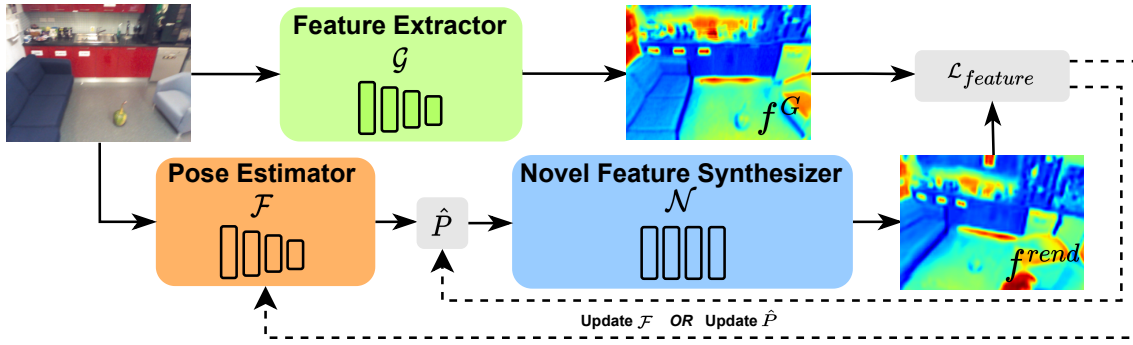 Feature Extractor
𝒢
f^G
ℒ_feature
Pose Estimator
ℱ
P̂
Novel Feature Synthesizer
𝒩
f^rend
Update ℱ OR Update P̂